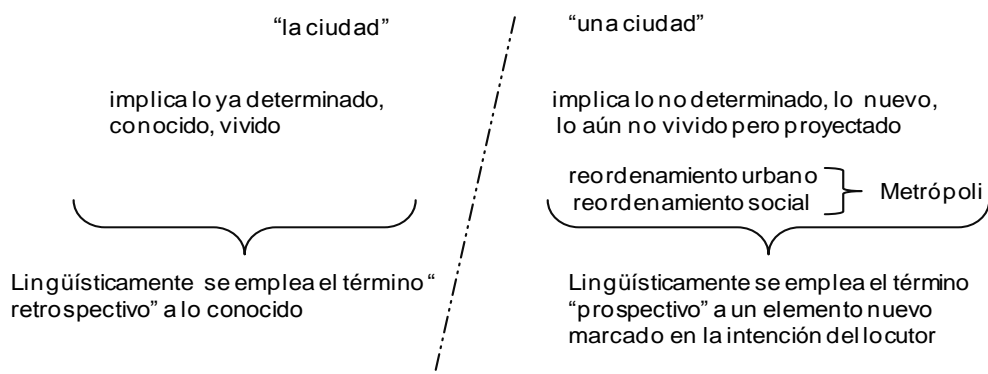 “la ciudad”
implica lo ya determinado,
conocido, vivido
Lingüísticamente se emplea el término “
retrospectivo” a lo conocido
“una ciudad”
implica lo no determinado, lo nuevo,
lo aún no vivido pero proyectado
reordenamiento urbano
reordenamiento social
Metrópoli
Lingüísticamente se emplea el término
“prospectivo” a un elemento nuevo
marcado en la intención del locutor